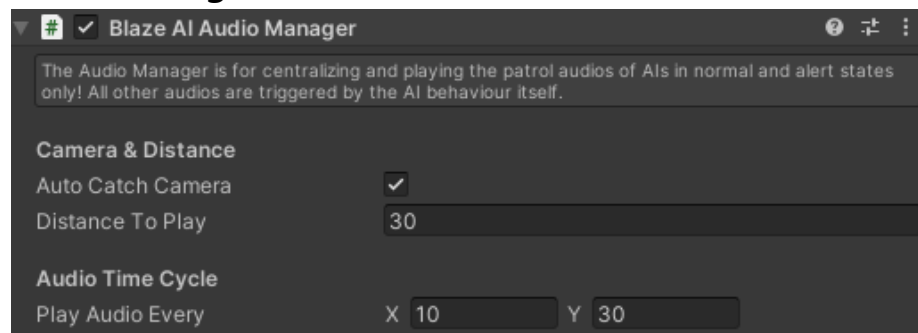 # Blaze AI Audio Manager
The Audio Manager is for centralizing and playing the patrol audios of AIs in normal and alert states
only! All other audios are triggered by the AI behaviour itself.
Camera & Distance
Auto Catch Camera
Distance To Play 30
Audio Time Cycle
Play Audio Every X 10 Y 30